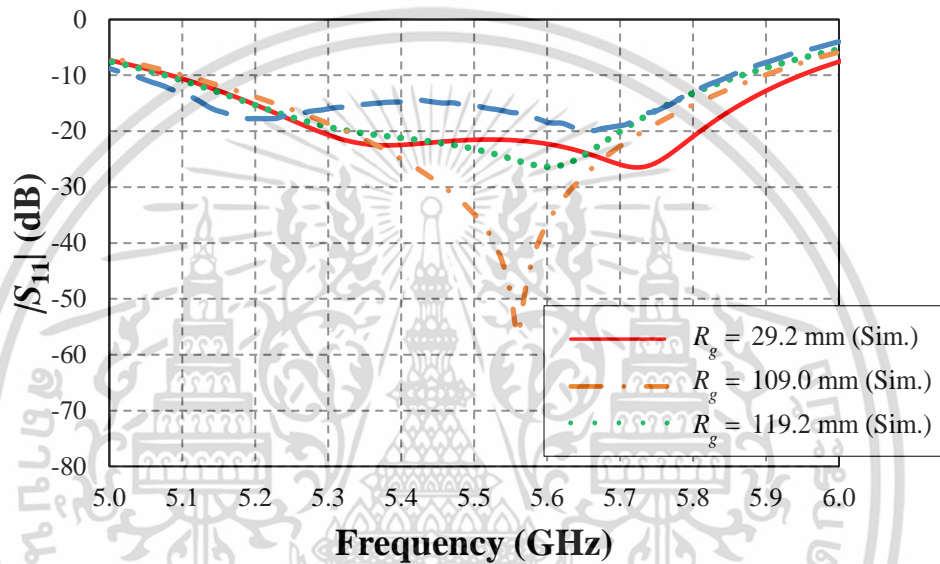 0
-10
-20
-30
-40
-50
-60
-70
-80
|S11| (dB)
Rg = 29.2 mm (Sim.)
Rg = 109.0 mm (Sim.)
Rg = 119.2 mm (Sim.)
5.0 5.1 5.2 5.3 5.4 5.5 5.6 5.7 5.8 5.9 6.0
Frequency (GHz)